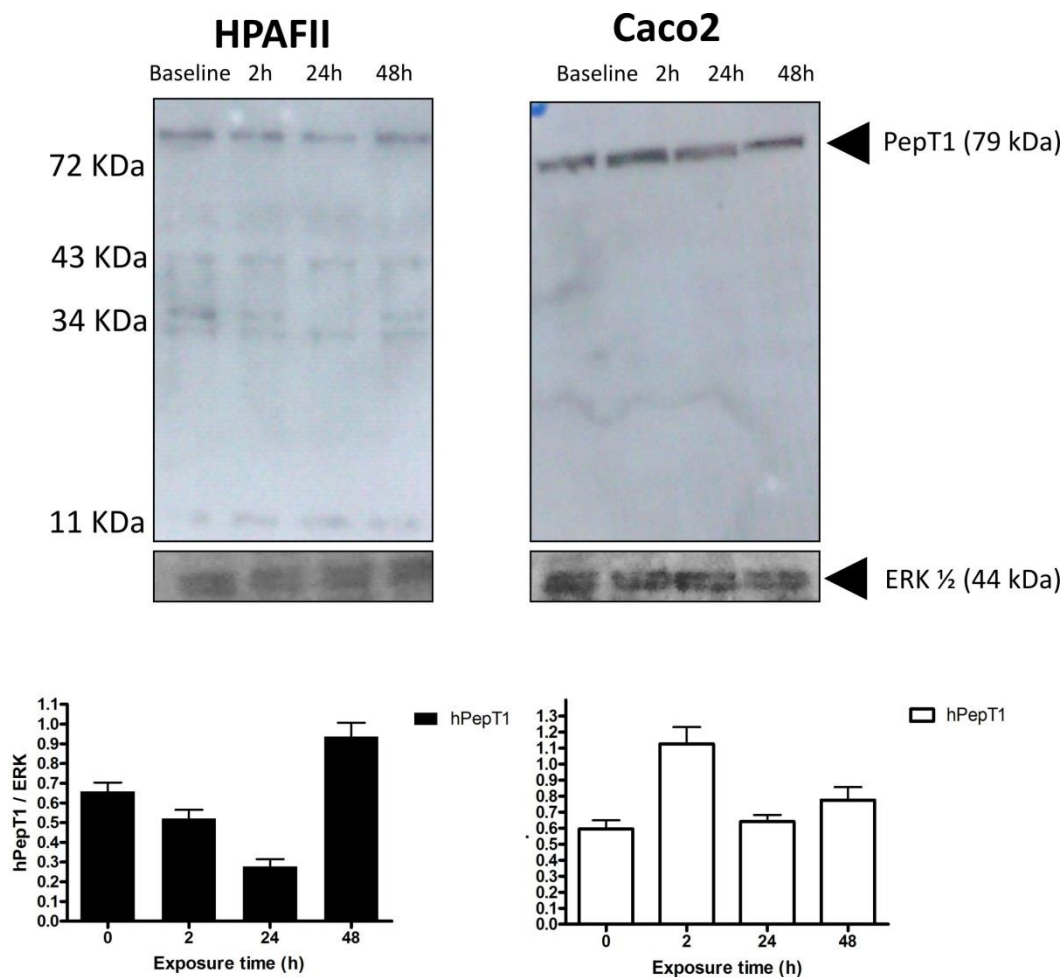 HPAFII
Baseline 2h 24h 48h
72 KDa
43 KDa
34 KDa
11 KDa
Caco2
Baseline 2h 24h 48h
PepT1 (79 kDa)
ERK ½ (44 kDa)
hPepT1 / ERK
1.1
1.0
0.9
0.8
0.7
0.6
0.5
0.4
0.3
0.2
0.1
0.0
0 2 24 48
Exposure time (h)
hPepT1
1.3
1.2
1.1
1.0
0.9
0.8
0.7
0.6
0.5
0.4
0.3
0.2
0.1
0.0
0 2 24 48
Exposure time (h)
hPepT1